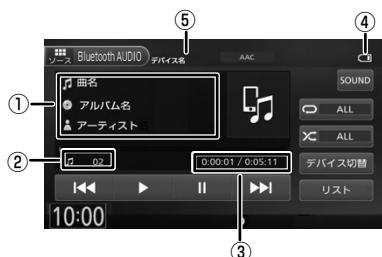 ⑤
④
ソース Bluetooth AUDIO デバイス名 AAC
① 曲名
アルバム名
アーティスト
SOUND
ALL
ALL
② 02
0:00:01 / 0:05:11
デバイス切替
リスト
10:00
③